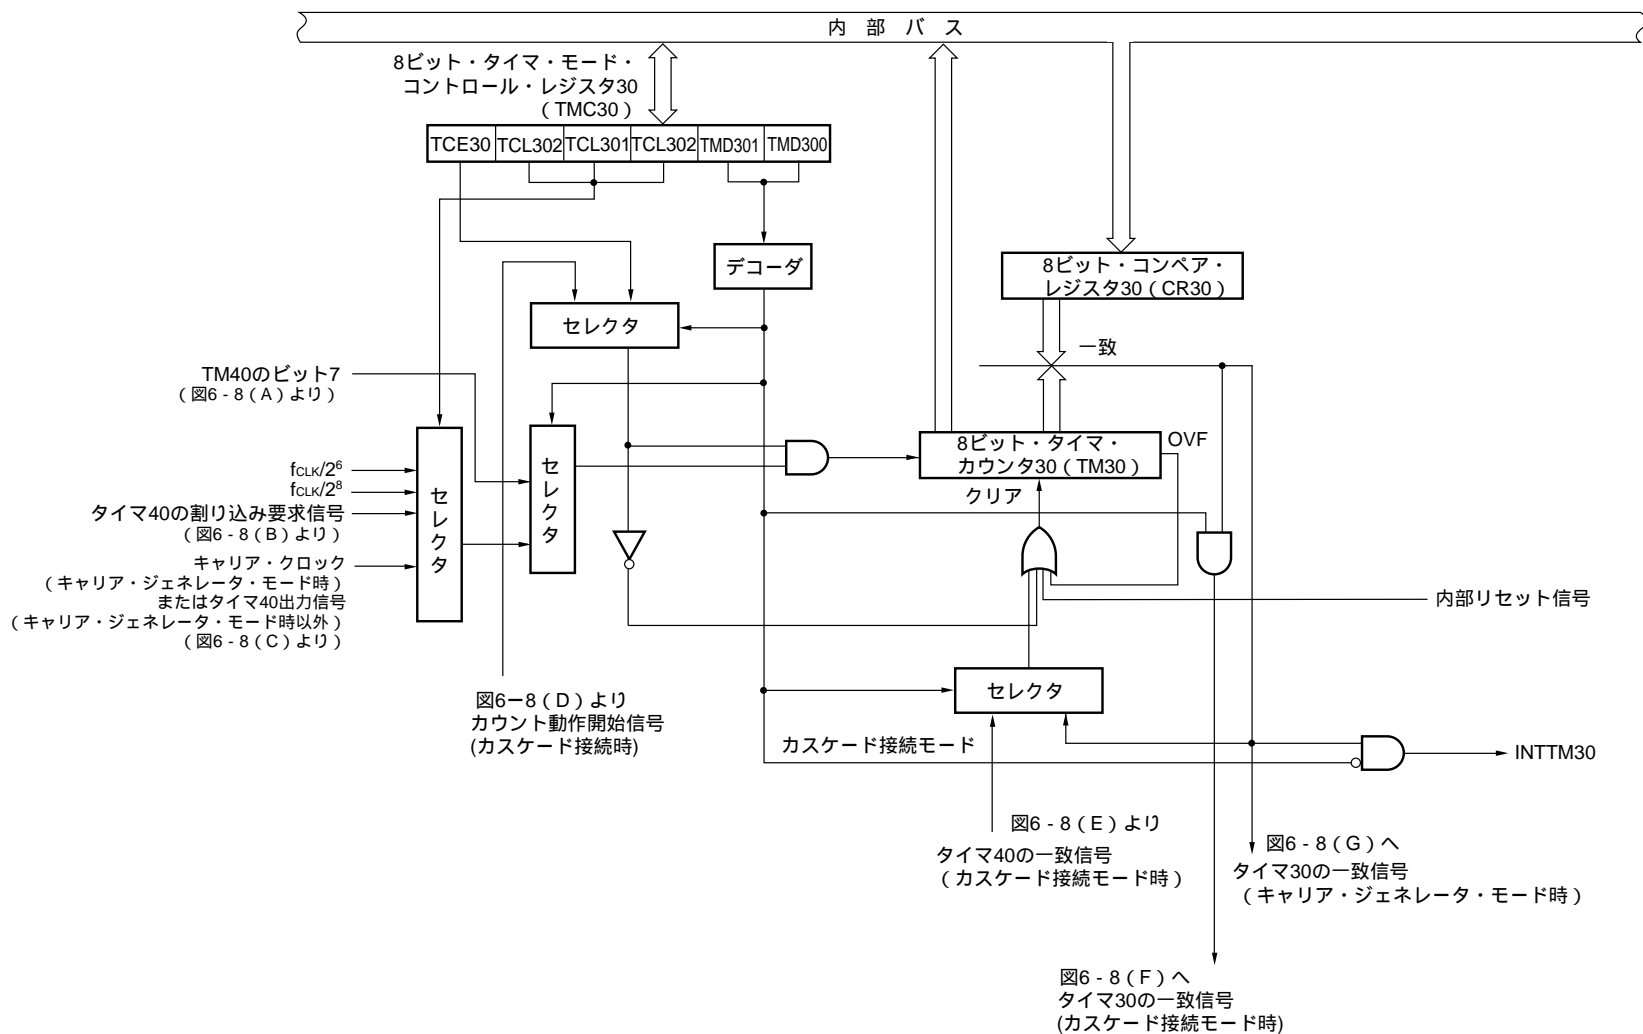 内部バス
8ビット・タイマ・モード・
コントロール・レジスタ30
(TMC30)
TCE30 TCL302 TCL301 TCL302 TMD301 TMD300
デコーダ
8ビット・コンペア・
レジスタ30(CR30)
セレクタ
一致
TM40のビット7
(図6-8(A)より)
8ビット・タイマ・
カウンタ30(TM30)
OVF
セレクタ
セレクタ
クリア
fCLK/2⁶
fCLK/2⁸
タイマ40の割り込み要求信号
(図6-8(B)より)
キャリア・クロック
(キャリア・ジェネレータ・モード時)
またはタイマ40出力信号
(キャリア・ジェネレータ・モード時以外)
(図6-8(C)より)
内部リセット信号
セレクタ
図6ー8(D)より
カウント動作開始信号
(カスケード接続時)
カスケード接続モード
INTTM30
図6-8(E)より
タイマ40の一致信号
(カスケード接続モード時)
図6-8(G)へ
タイマ30の一致信号
(キャリア・ジェネレータ・モード時)
図6-8(F)へ
タイマ30の一致信号
(カスケード接続モード時)